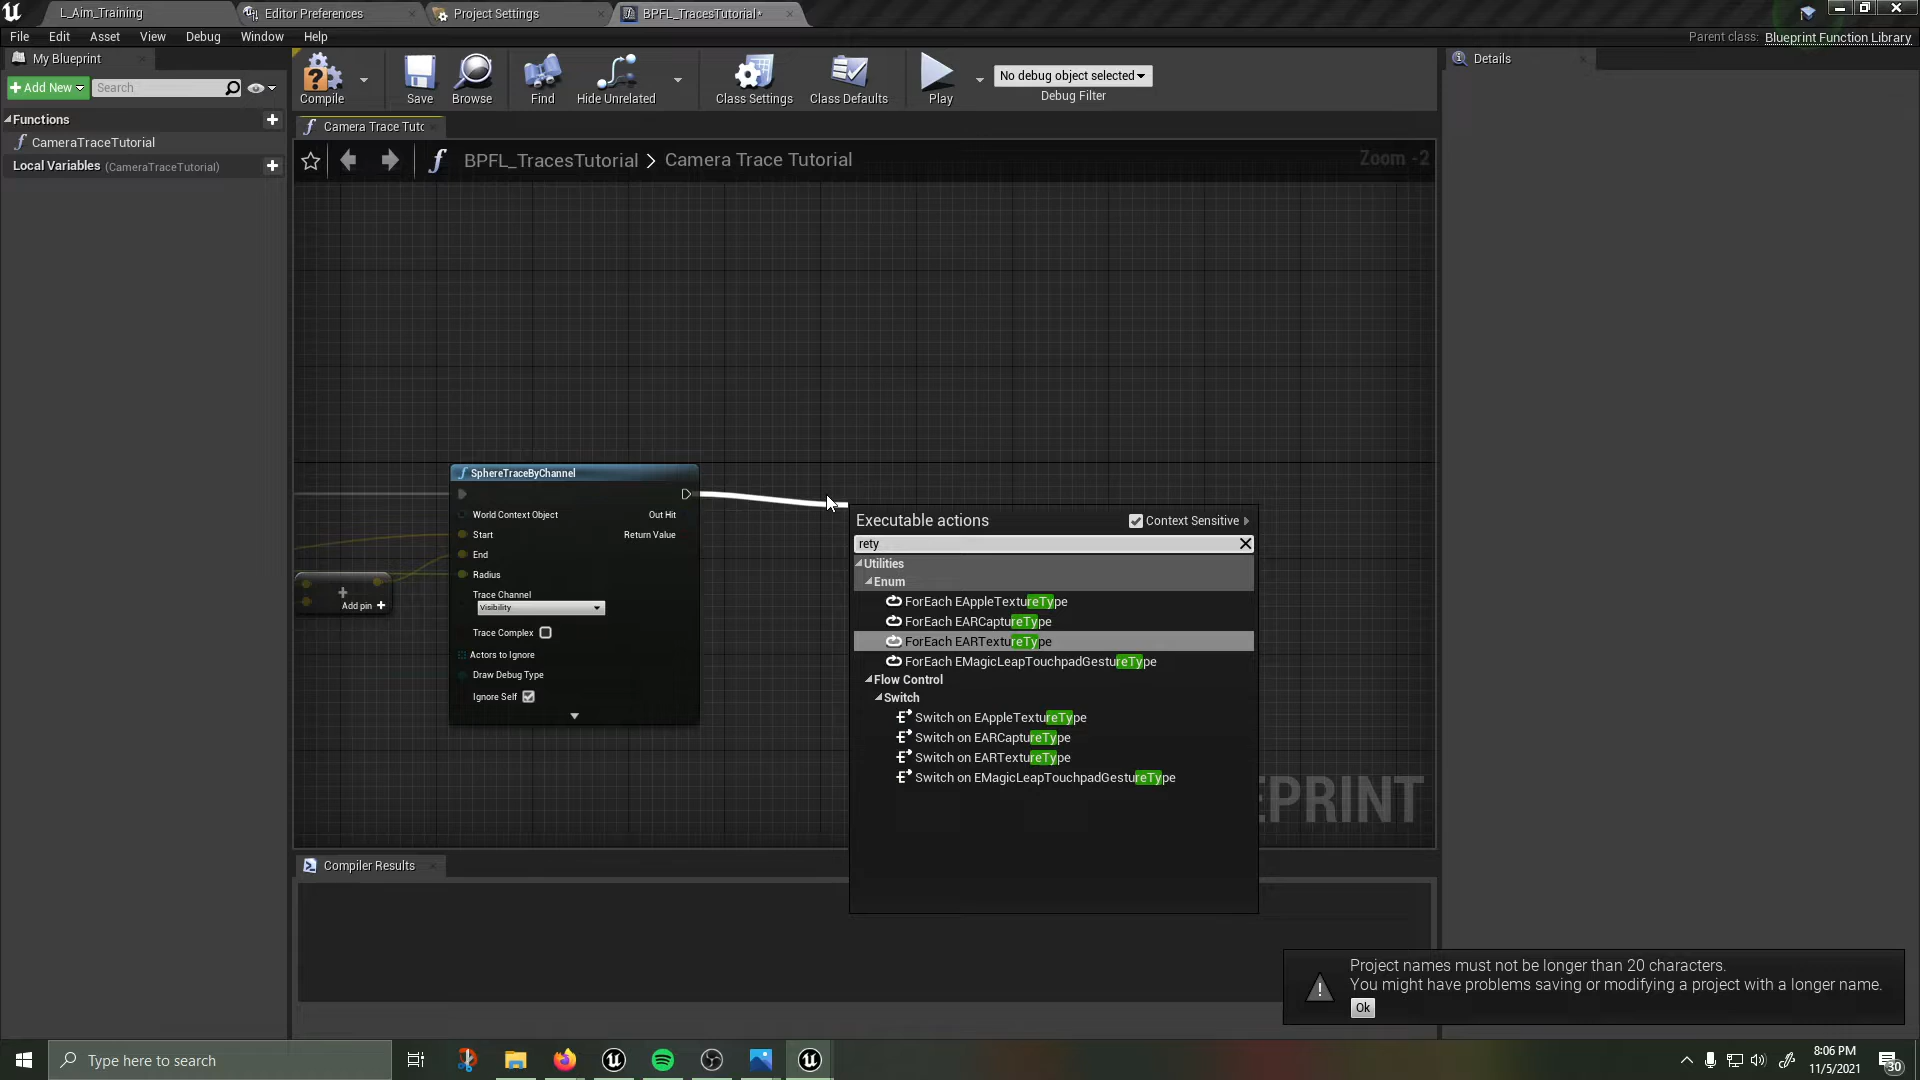 L_Aim_Training
Editor Preferences
Project Settings
BPFL_TracesTutorial*
File Edit Asset View Debug Window Help
Parent class: Blueprint Function Library
My Blueprint
Add New
Search
Compile
Save
Browse
Find
Hide Unrelated
Class Settings
Class Defaults
Play
No debug object selected
Debug Filter
Details
Functions
CameraTraceTutorial
Local Variables (CameraTraceTutorial)
Camera Trace Tuto
BPFL_TracesTutorial > Camera Trace Tutorial
Zoom -2
SphereTraceByChannel
World Context Object
Out Hit
Start
Return Value
End
Radius
Trace Channel
Visibility
Trace Complex
Actors to Ignore
Draw Debug Type
Ignore Self
Add pin
Executable actions
Context Sensitive
rety
Utilities
Enum
ForEach EAppleTextureType
ForEach EARCaptureType
ForEach EARTextureType
ForEach EMagicLeapTouchpadGestureType
Flow Control
Switch
Switch on EAppleTextureType
Switch on EARCaptureType
Switch on EARTextureType
Switch on EMagicLeapTouchpadGestureType
EPRINT
Compiler Results
Project names must not be longer than 20 characters.
You might have problems saving or modifying a project with a longer name.
Ok
Type here to search
8:06 PM
11/5/2021
30